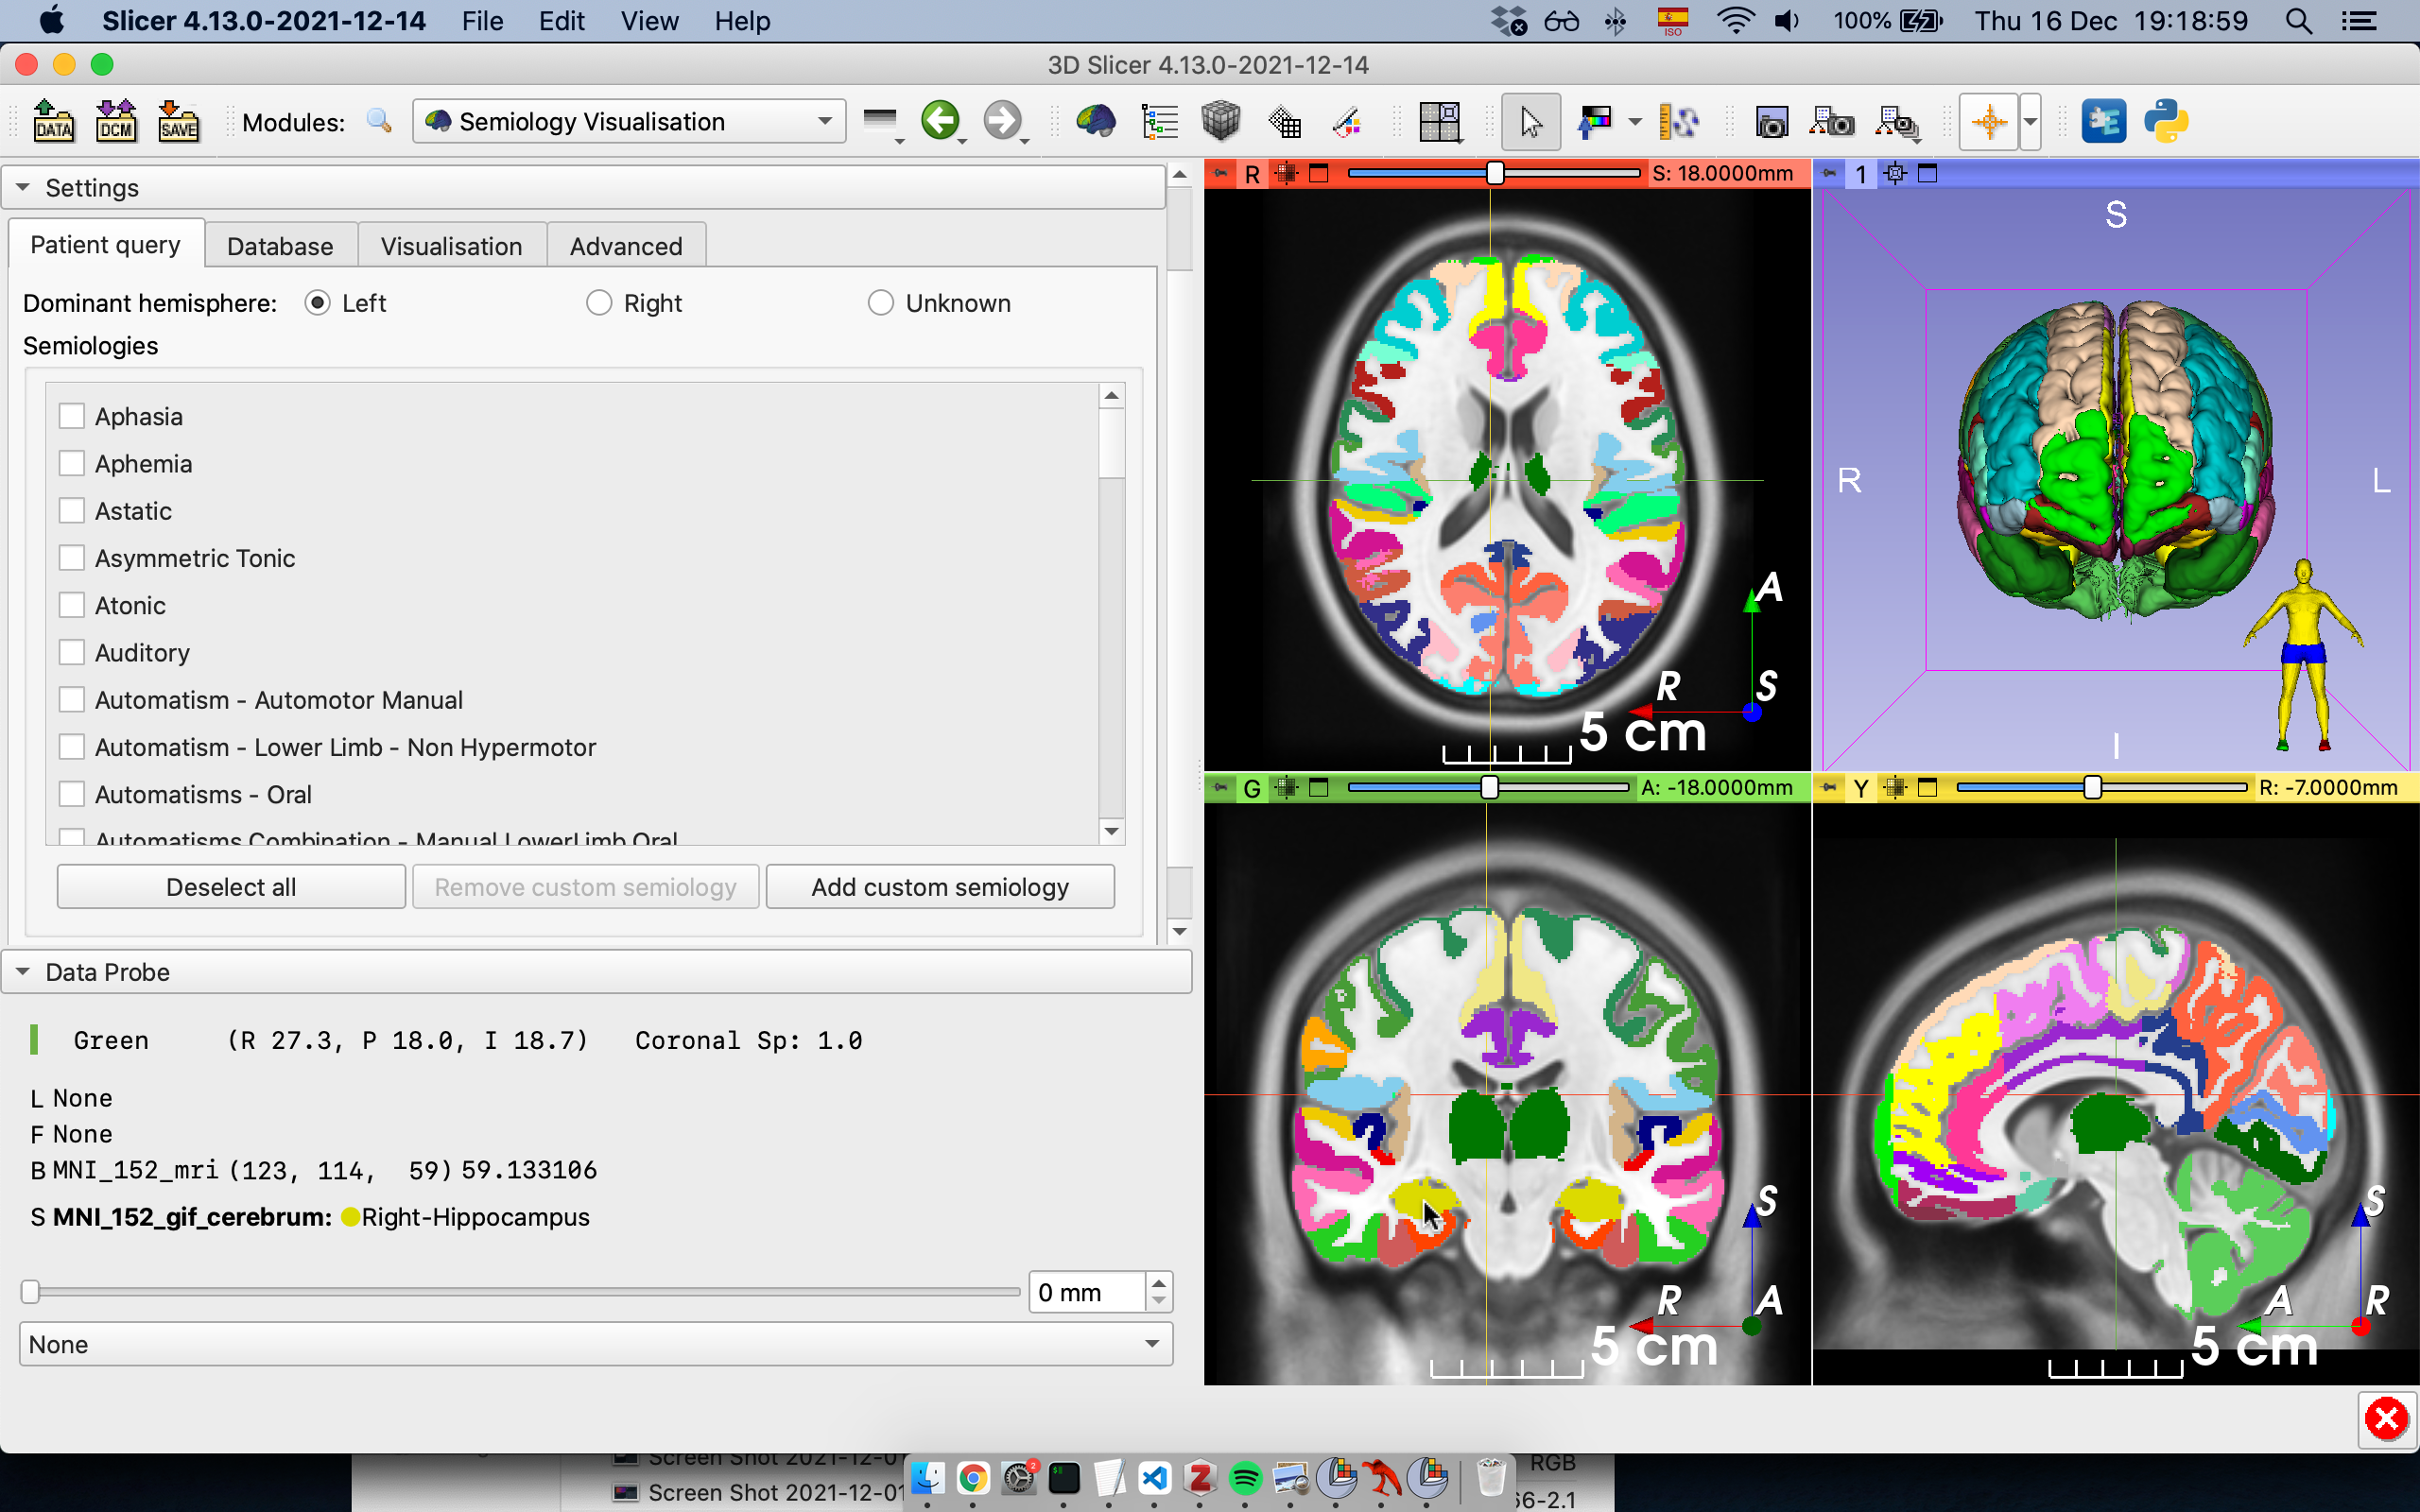 Slicer 4.13.0-2021-12-14 File Edit View Help ISO 100% Thu 16 Dec 19:18:59
3D Slicer 4.13.0-2021-12-14
DATA DCM SAVE Modules: Semiology Visualisation
Settings
Patient query Database Visualisation Advanced
Dominant hemisphere: Left Right Unknown
Semiologies
Aphasia
Aphemia
Astatic
Asymmetric Tonic
Atonic
Auditory
Automatism - Automotor Manual
Automatism - Lower Limb - Non Hypermotor
Automatisms - Oral
Automatisms Combination - Manual LowerLimb Oral
Deselect all Remove custom semiology Add custom semiology
Data Probe
Green (R 27.3, P 18.0, I 18.7) Coronal Sp: 1.0
L None
F None
B MNI_152_mri (123, 114, 59) 59.133106
S MNI_152_gif_cerebrum: Right-Hippocampus
0 mm
None
R S: 18.0000mm
A
R S
5 cm
1
S
R L
I
G A: -18.0000mm
S
R A
5 cm
Y R: -7.0000mm
S
A R
5 cm
Screen Shot 2021-12-0
Screen Shot 2021-12-01
RGB
66-2.1
2